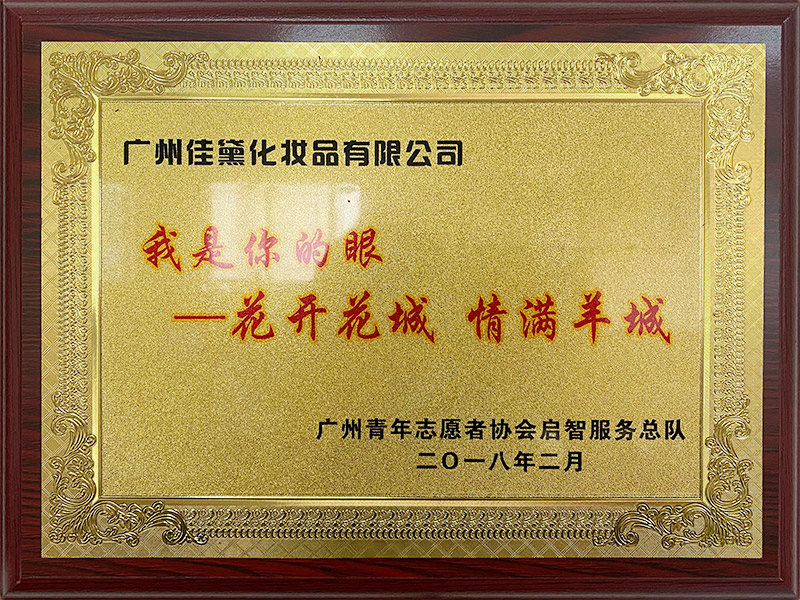 广州佳黛化妆品有限公司
我是你的眼
—花开花城 情满羊城
广州青年志愿者协会启智服务总队
二〇一八年二月